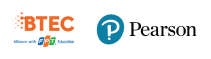 BTEC
Alliance with FPT Education
P Pearson